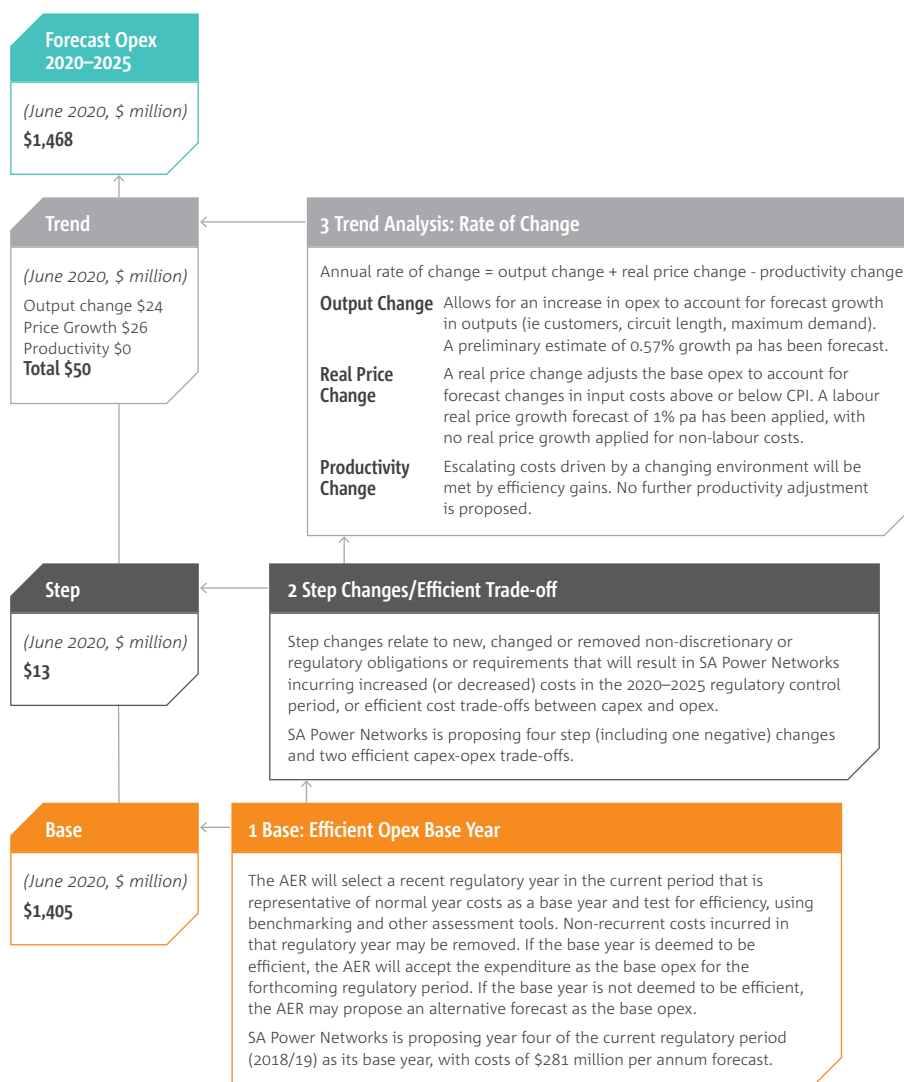 Forecast Opex
2020–2025
(June 2020, $ million)
$1,468
Trend
(June 2020, $ million)
Output change $24
Price Growth $26
Productivity $0
Total $50
3 Trend Analysis: Rate of Change
Annual rate of change = output change + real price change - productivity change
Output Change
Allows for an increase in opex to account for forecast growth
in outputs (ie customers, circuit length, maximum demand).
A preliminary estimate of 0.57% growth pa has been forecast.
Real Price
Change
A real price change adjusts the base opex to account for
forecast changes in input costs above or below CPI. A labour
real price growth forecast of 1% pa has been applied, with
no real price growth applied for non-labour costs.
Productivity
Change
Escalating costs driven by a changing environment will be
met by efficiency gains. No further productivity adjustment
is proposed.
Step
(June 2020, $ million)
$13
2 Step Changes/Efficient Trade-off
Step changes relate to new, changed or removed non-discretionary or
regulatory obligations or requirements that will result in SA Power Networks
incurring increased (or decreased) costs in the 2020–2025 regulatory control
period, or efficient cost trade-offs between capex and opex.
SA Power Networks is proposing four step (including one negative) changes
and two efficient capex-opex trade-offs.
Base
(June 2020, $ million)
$1,405
1 Base: Efficient Opex Base Year
The AER will select a recent regulatory year in the current period that is
representative of normal year costs as a base year and test for efficiency, using
benchmarking and other assessment tools. Non-recurrent costs incurred in
that regulatory year may be removed. If the base year is deemed to be
efficient, the AER will accept the expenditure as the base opex for the
forthcoming regulatory period. If the base year is not deemed to be efficient,
the AER may propose an alternative forecast as the base opex.
SA Power Networks is proposing year four of the current regulatory period
(2018/19) as its base year, with costs of $281 million per annum forecast.